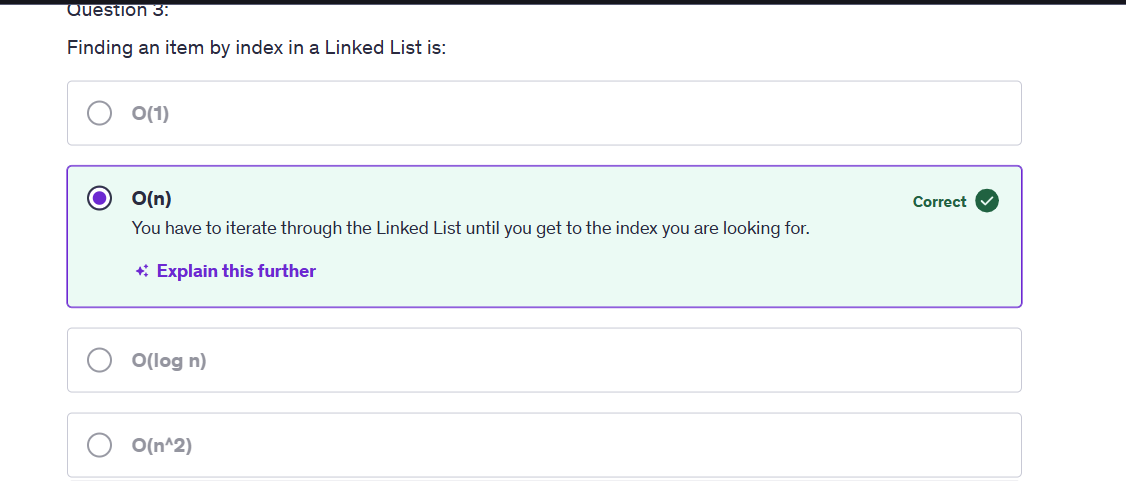 Question 3:
Finding an item by index in a Linked List is:
O(1)
O(n)
Correct
You have to iterate through the Linked List until you get to the index you are looking for.
Explain this further
O(log n)
O(n^2)